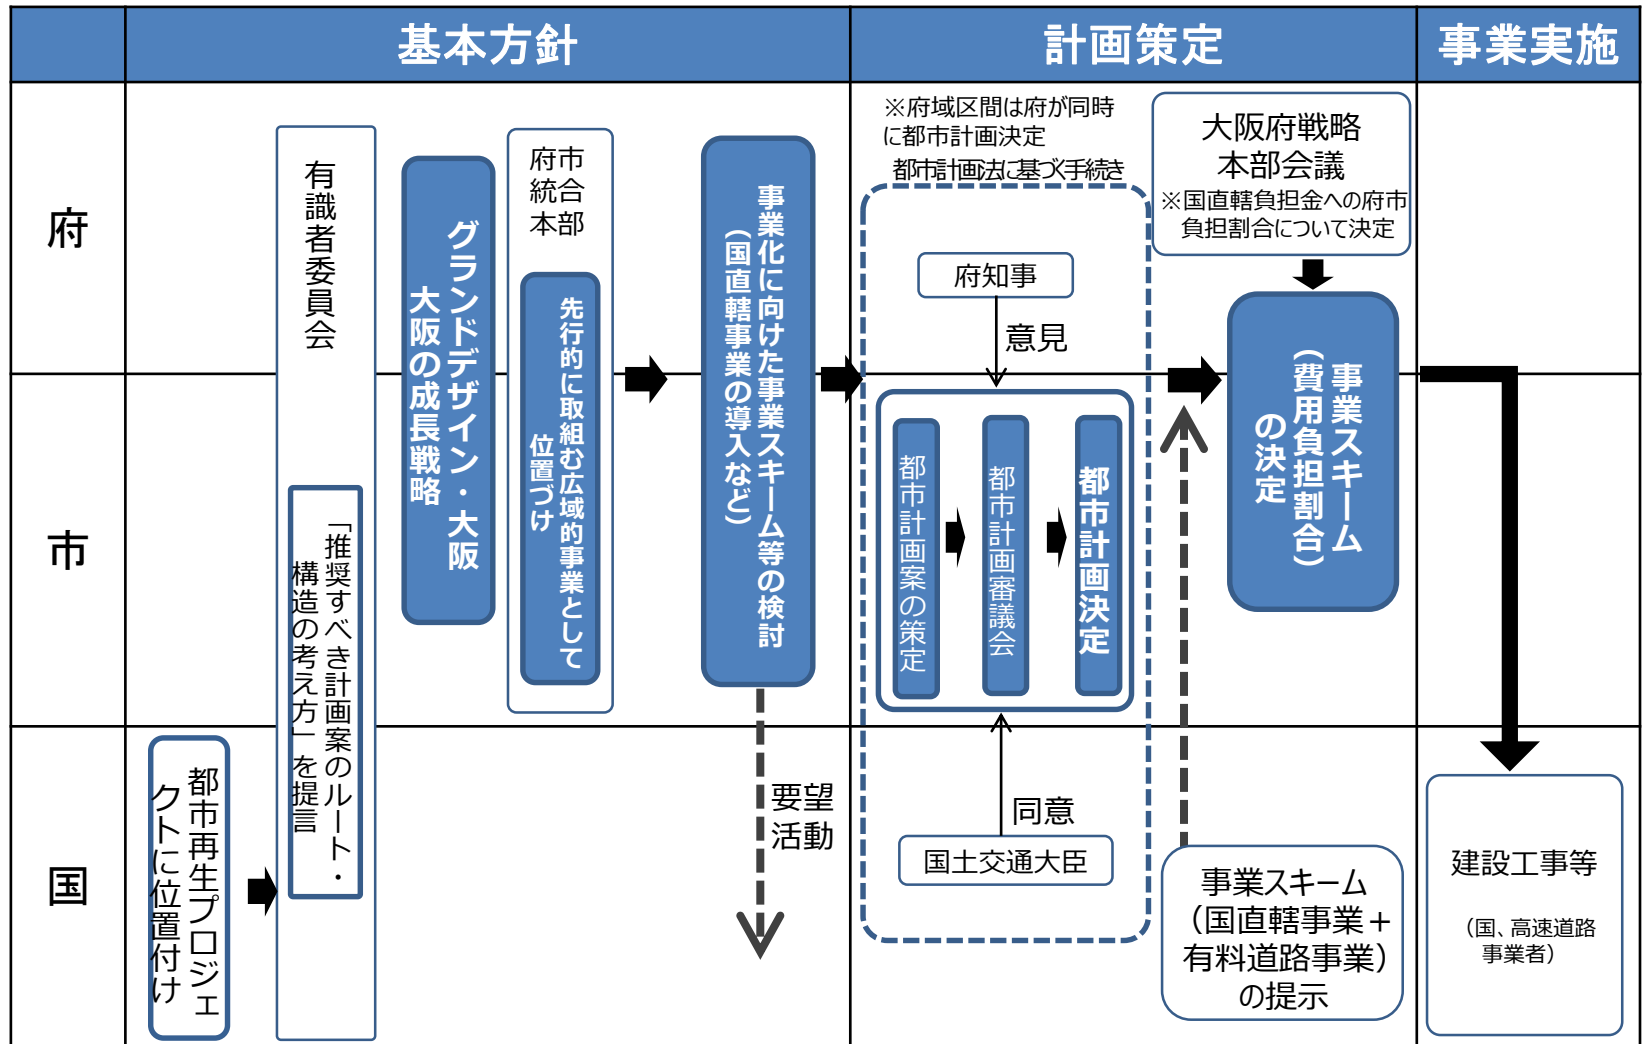 基本方針
計画策定
事業実施
府
市
国
都市再生プロジェ
クトに位置付け
有識者委員会
「推奨すべき計画案のルート・
構造の考え方」を提言
グランドデザイン・大阪
大阪の成長戦略
府市
統合
本部
先行的に取組む広域的事業として
位置づけ
事業化に向けた事業スキーム等の検討
(国直轄事業の導入など)
要望
活動
※府域区間は府が同時
に都市計画決定
都市計画法に基づく手続き
府知事
意見
都市計画案の策定
都市計画審議会
都市計画決定
同意
国土交通大臣
大阪府戦略
本部会議
※国直轄負担金への府市
負担割合について決定
事業スキーム
(費用負担割合)
の決定
事業スキーム
(国直轄事業+
有料道路事業)
の提示
建設工事等
(国、高速道路
事業者)